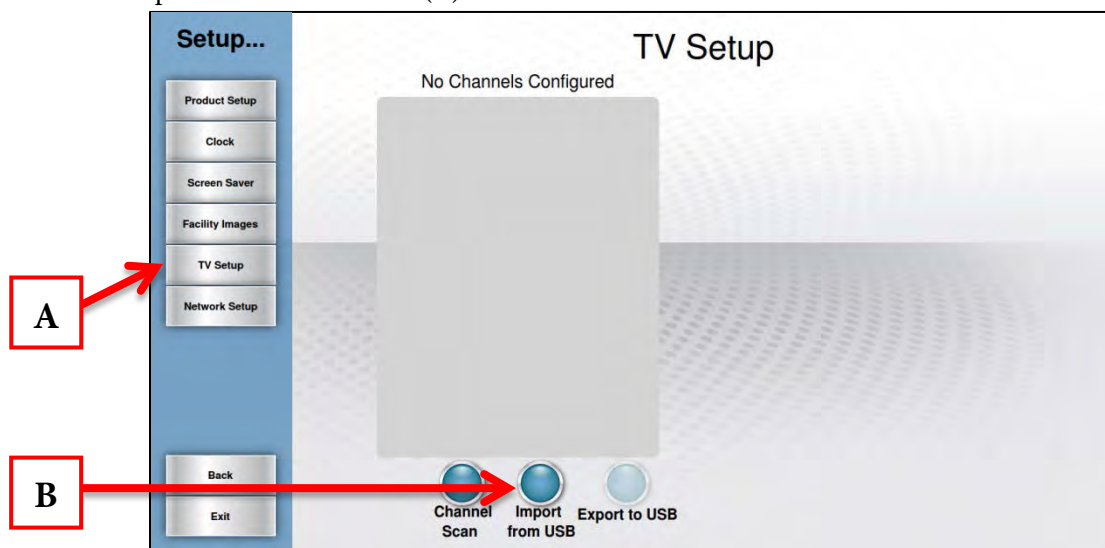 Setup...
TV Setup
No Channels Configured
Product Setup
Clock
Screen Saver
Facility Images
TV Setup
Network Setup
A
Back
Exit
B
Channel
Scan
Import
from USB
Export to USB